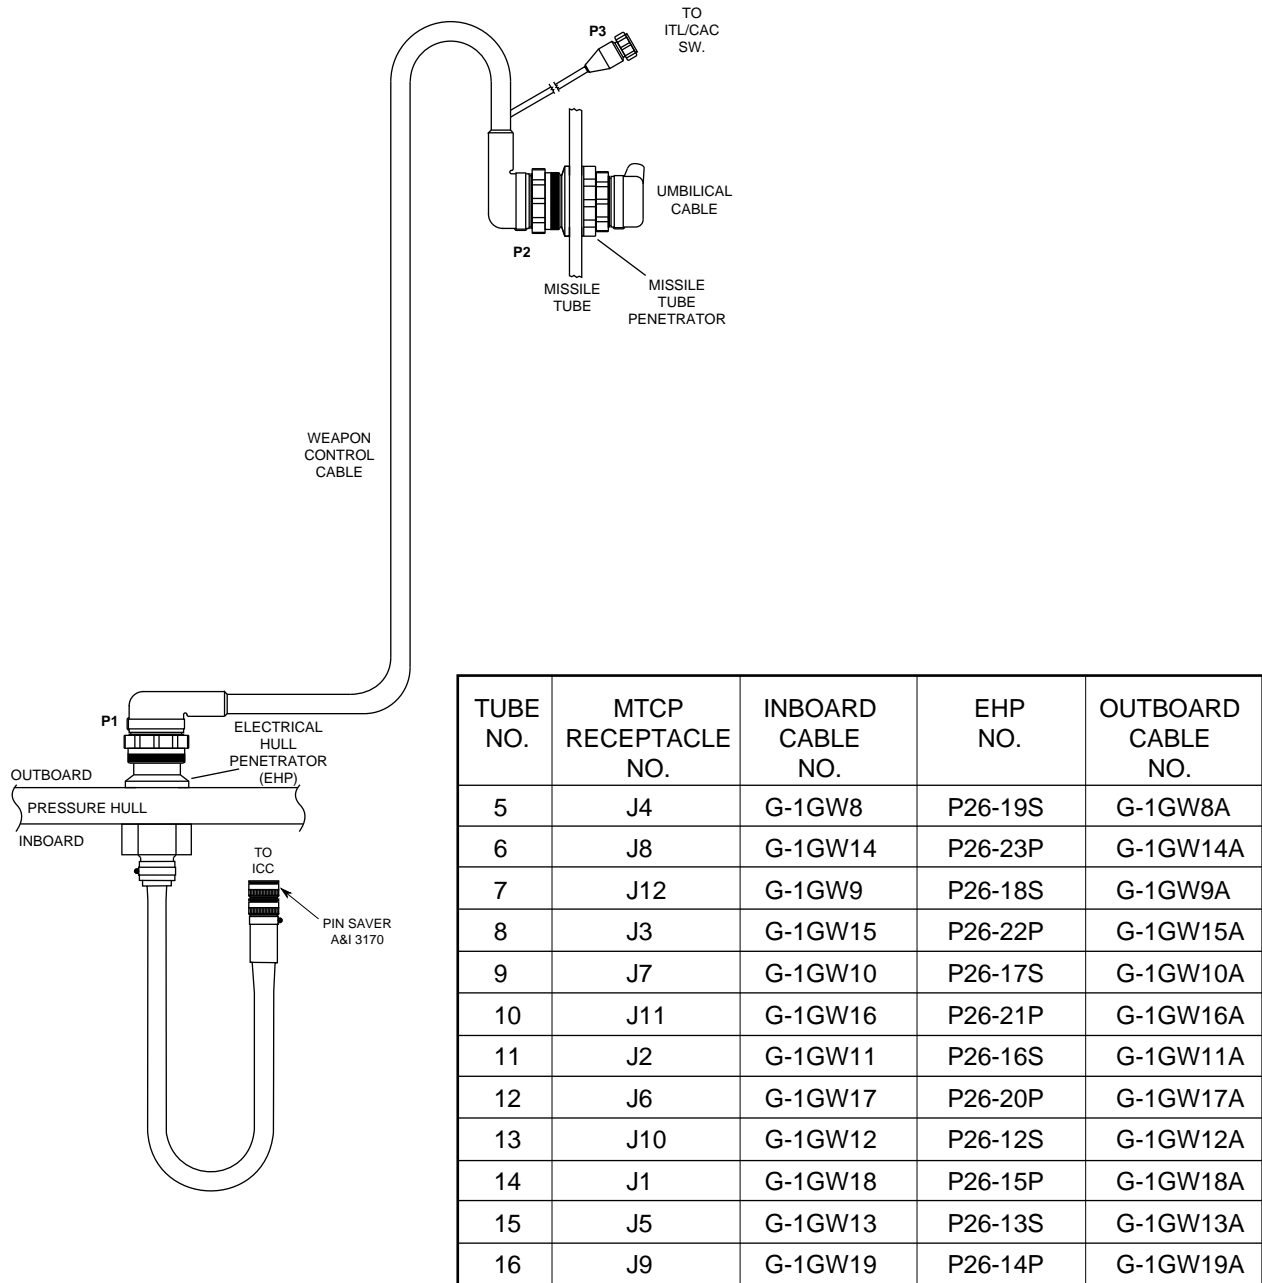 P3
TO
ITL/CAC
SW.
UMBILICAL
CABLE
P2
MISSILE
TUBE
MISSILE
TUBE
PENETRATOR
WEAPON
CONTROL
CABLE
P1
ELECTRICAL
HULL
PENETRATOR
(EHP)
OUTBOARD
PRESSURE HULL
INBOARD
TO
ICC
PIN SAVER
A&I 3170
TUBE NO. MTCP RECEPTACLE NO. INBOARD CABLE NO. EHP NO. OUTBOARD CABLE NO.
5 J4 G-1GW8 P26-19S G-1GW8A
6 J8 G-1GW14 P26-23P G-1GW14A
7 J12 G-1GW9 P26-18S G-1GW9A
8 J3 G-1GW15 P26-22P G-1GW15A
9 J7 G-1GW10 P26-17S G-1GW10A
10 J11 G-1GW16 P26-21P G-1GW16A
11 J2 G-1GW11 P26-16S G-1GW11A
12 J6 G-1GW17 P26-20P G-1GW17A
13 J10 G-1GW12 P26-12S G-1GW12A
14 J1 G-1GW18 P26-15P G-1GW18A
15 J5 G-1GW13 P26-13S G-1GW13A
16 J9 G-1GW19 P26-14P G-1GW19A